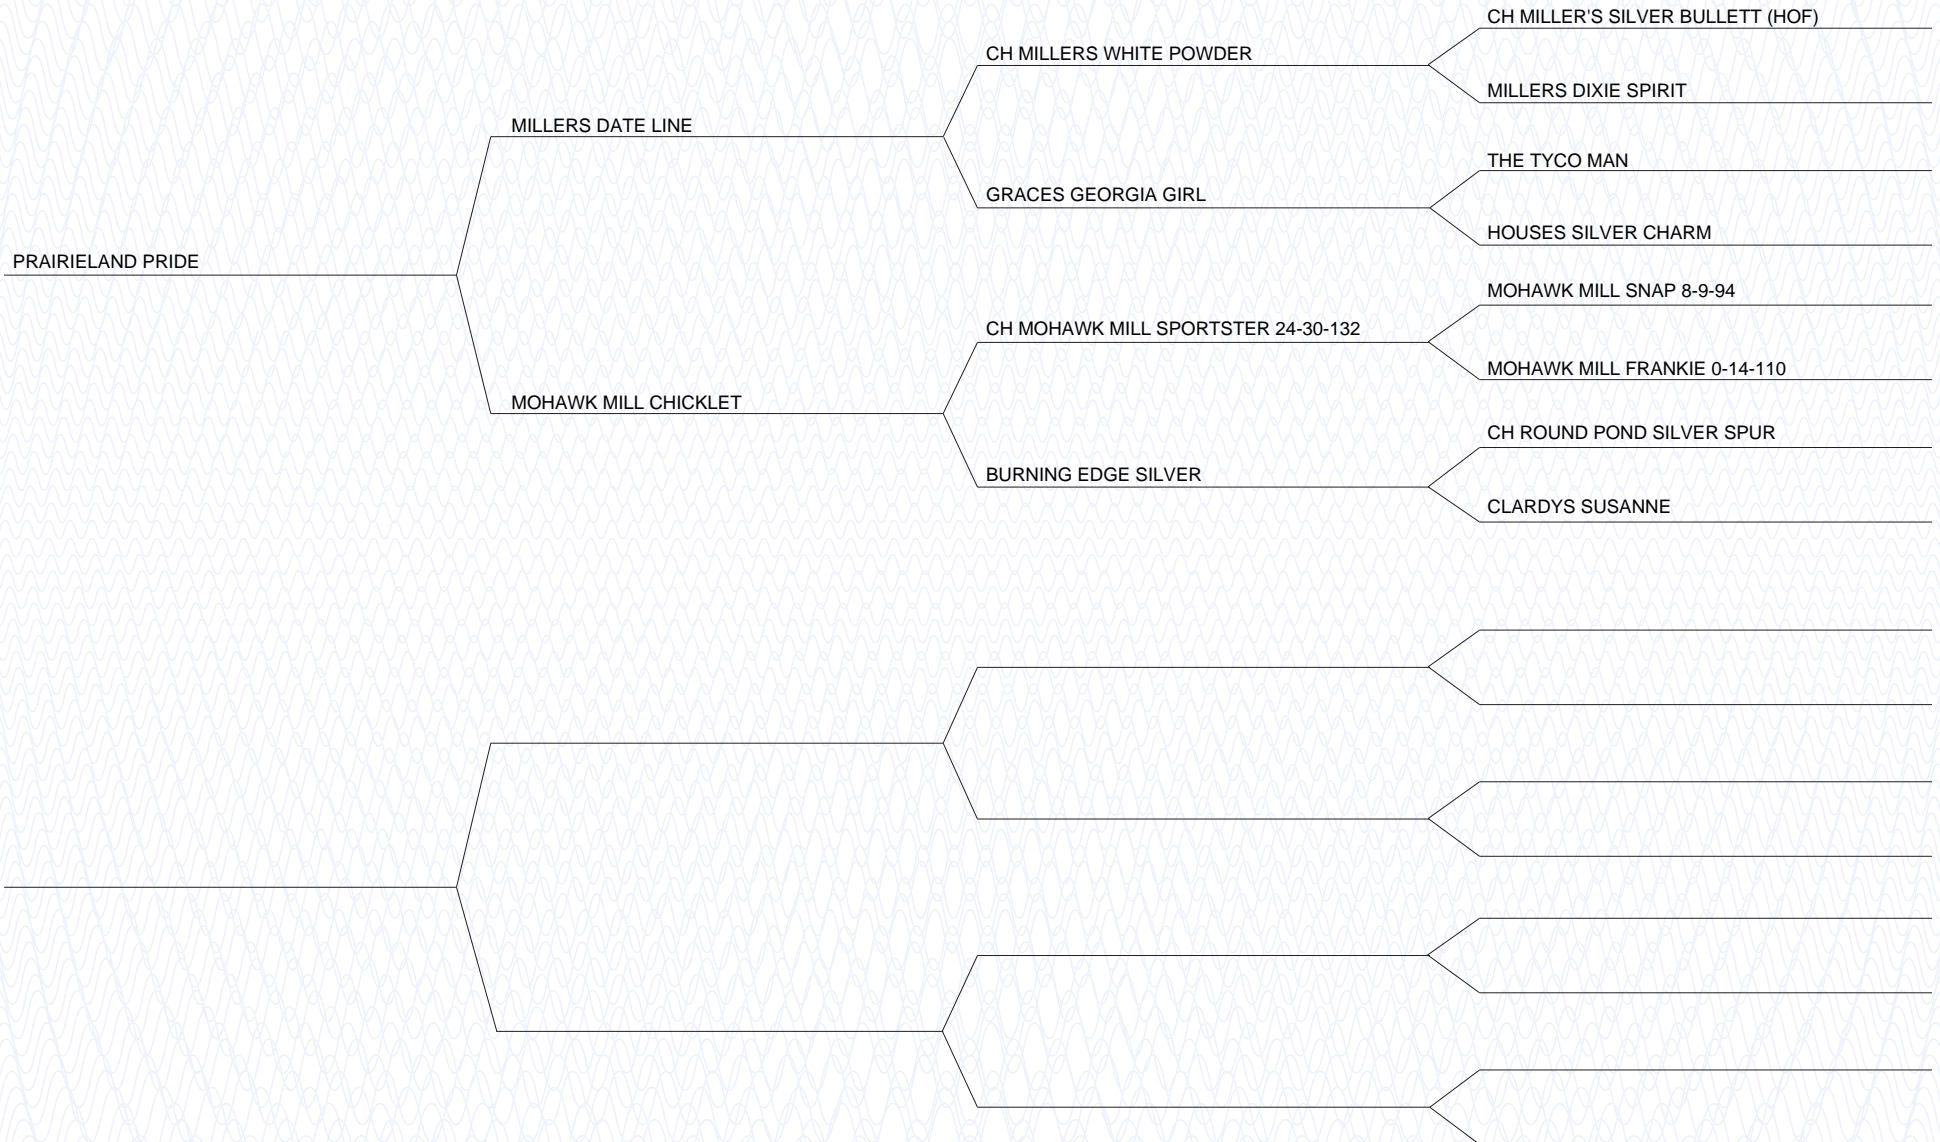 CH MILLER'S SILVER BULLETT (HOF)
CH MILLERS WHITE POWDER
MILLERS DIXIE SPIRIT
MILLERS DATE LINE
THE TYCO MAN
GRACES GEORGIA GIRL
HOUSES SILVER CHARM
PRAIRIELAND PRIDE
MOHAWK MILL SNAP 8-9-94
CH MOHAWK MILL SPORTSTER 24-30-132
MOHAWK MILL FRANKIE 0-14-110
MOHAWK MILL CHICKLET
CH ROUND POND SILVER SPUR
BURNING EDGE SILVER
CLARDYS SUSANNE